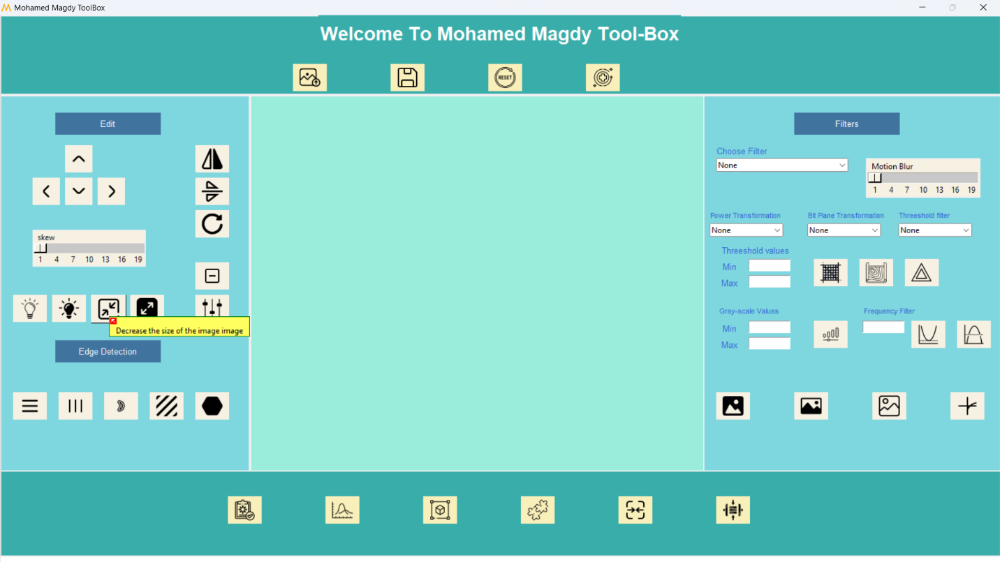 Mohamed Magdy ToolBox
Welcome To Mohamed Magdy Tool-Box
RESET
Edit
skew
1 4 7 10 13 16 19
Decrease the size of the image image
Edge Detection
Filters
Choose Filter
None
Motion Blur
1 4 7 10 13 16 19
Power Transformation
Bit Plane Transformation
Threeshold filter
None
None
None
Threeshold values
Min
Max
Gray-scale Values
Frequency Filter
Min
Max